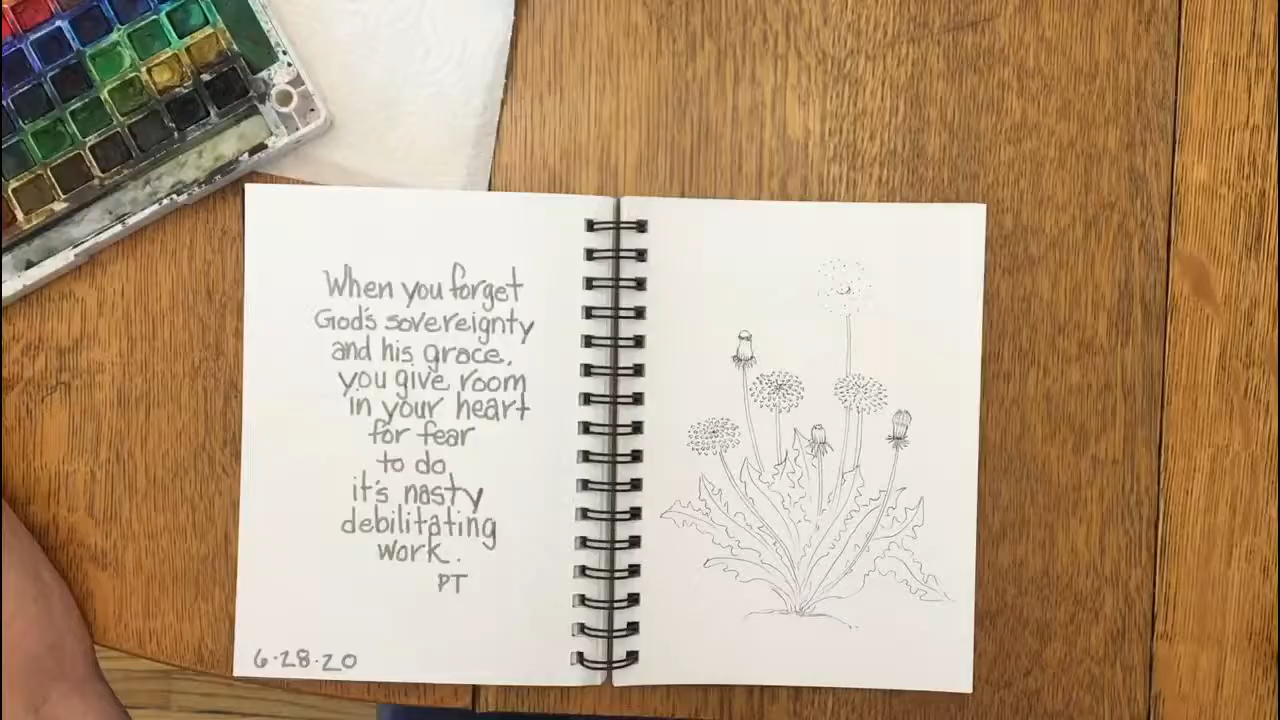 When you forget
God's sovereignty
and his grace,
you give room
in your heart
for fear
to do
it's nasty
debilitating
work.
PT
6-28-20